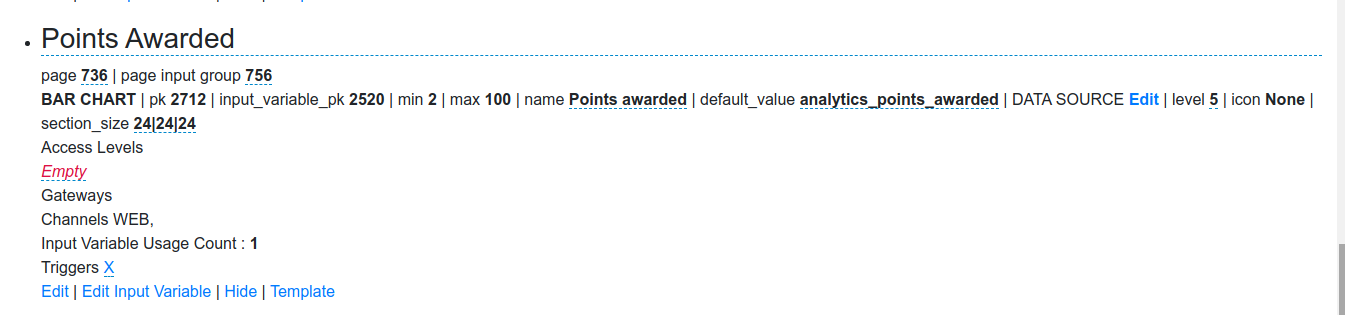 Points Awarded
page 736 | page input group 756
BAR CHART | pk 2712 | input_variable_pk 2520 | min 2 | max 100 | name Points awarded | default_value analytics_points_awarded | DATA SOURCE Edit | level 5 | icon None |
section_size 24|24|24
Access Levels
Empty
Gateways
Channels WEB,
Input Variable Usage Count : 1
Triggers X
Edit | Edit Input Variable | Hide | Template